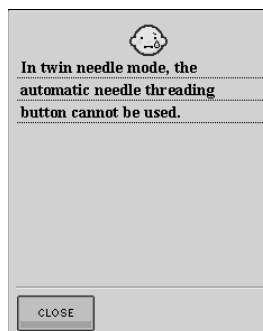 In twin needle mode, the
automatic needle threading
button cannot be used.
CLOSE